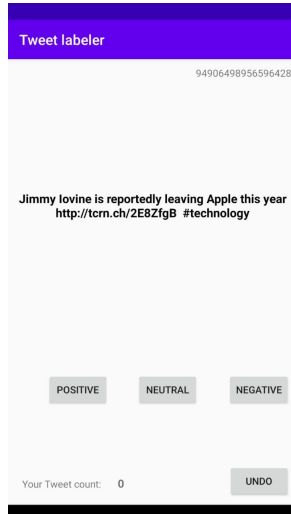 Tweet labeler
94906498956596428
Jimmy Iovine is reportedly leaving Apple this year
http://tcrn.ch/2E8ZfgB #technology
POSITIVE NEUTRAL NEGATIVE
Your Tweet count: 0 UNDO